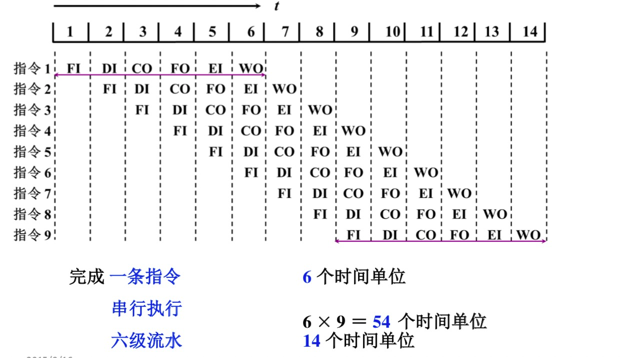 t
1 2 3 4 5 6 7 8 9 10 11 12 13 14
指令 1 FI DI CO FO EI WO
指令 2 FI DI CO FO EI WO
指令 3 FI DI CO FO EI WO
指令 4 FI DI CO FO EI WO
指令 5 FI DI CO FO EI WO
指令 6 FI DI CO FO EI WO
指令 7 FI DI CO FO EI WO
指令 8 FI DI CO FO EI WO
指令 9 FI DI CO FO EI WO
完成 一条指令 6 个时间单位
串行执行
6 × 9 = 54 个时间单位
六级流水 14 个时间单位